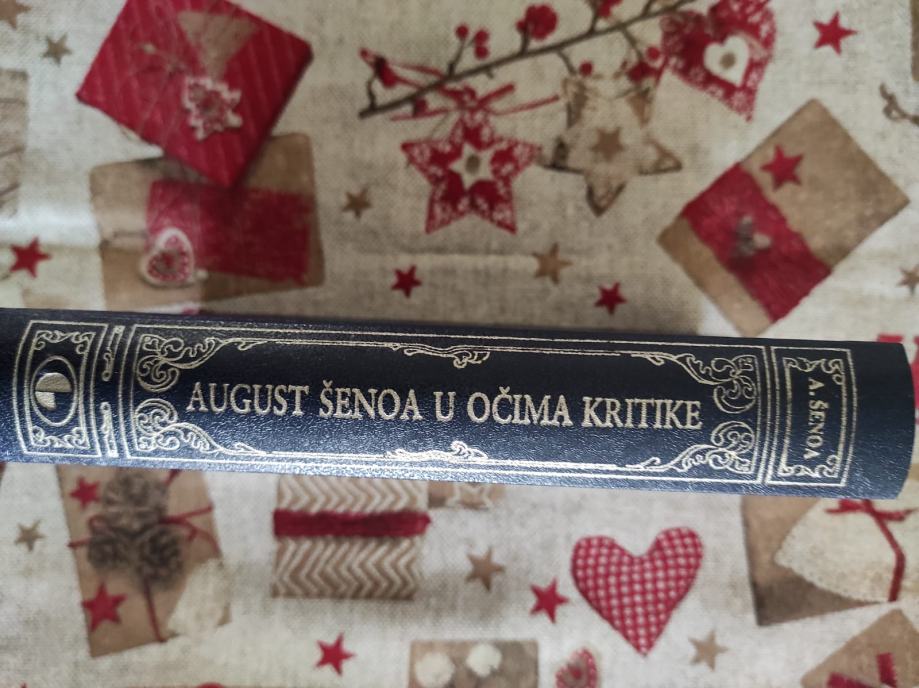 AUGUST ŠENOA U OČIMA KRITIKE
A. ŠENOA